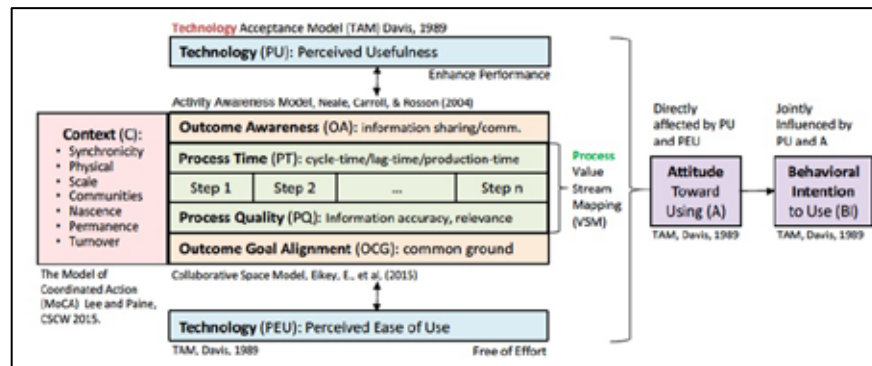 Technology Acceptance Model (TAM) Davis, 1989
Technology (PU): Perceived Usefulness
Enhance Performance
Activity Awareness Model, Neale, Carroll, & Rosson (2004)
Context (C):
• Synchronicity
• Physical
• Scale
• Communities
• Nascence
• Permanence
• Turnover
The Model of
Coordinated Action
(MoCA) Lee and Paine,
CSCW 2015.
Outcome Awareness (OA): information sharing/comm.
Process Time (PT): cycle-time/lag-time/production-time
Step 1
Step 2
...
Step n
Process Quality (PQ): Information accuracy, relevance
Outcome Goal Alignment (OCG): common ground
Collaborative Space Model, Eikey, E., et al, (2015)
Technology (PEU): Perceived Ease of Use
TAM, Davis, 1989
Free of Effort
Process
Value
Stream
Mapping
(VSM)
Directly
affected by PU
and PEU
Attitude
Toward
Using (A)
TAM, Davis, 1989
Jointly
Influenced by
PU and A
Behavioral
Intention
to Use (BI)
TAM, Davis, 1989